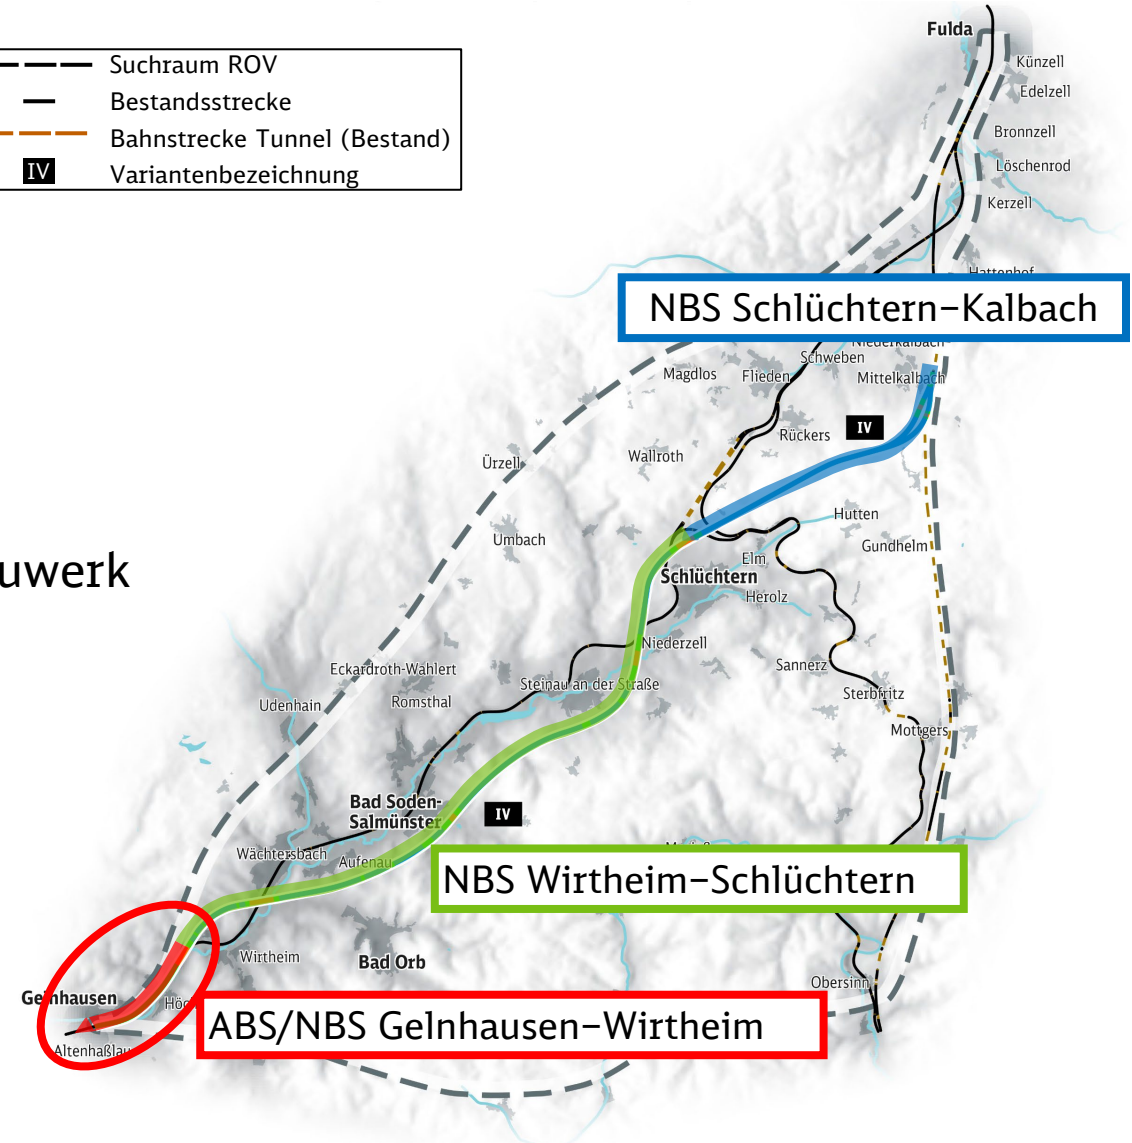 Fulda
Suchraum ROV
Bestandsstrecke
Bahnstrecke Tunnel (Bestand)
IV Variantenbezeichnung
Künzell
Edelzell
Bronnzell
Löschenrod
Kerzell
Hattenhof
NBS Schlüchtern–Kalbach
Niederkalbach
Schweben
Magdlos
Flieden
Mittelkalbach
IV
Rückers
Wallroth
Ürzell
Hutten
Umbach
Gundhelm
Elm
Schlüchtern
Herolz
uwerk
Niederzell
Eckardroth-Wahlert
Sannerz
Steinau an der Straße
Sterbfritz
Romsthal
Udenhain
Mottgers
Bad Soden-
Salmünster
IV
Wächtersbach
Aufenau
NBS Wirtheim–Schlüchtern
Wirtheim
Bad Orb
Obersinn
Gelnhausen
ABS/NBS Gelnhausen–Wirtheim
Altenhaßlau